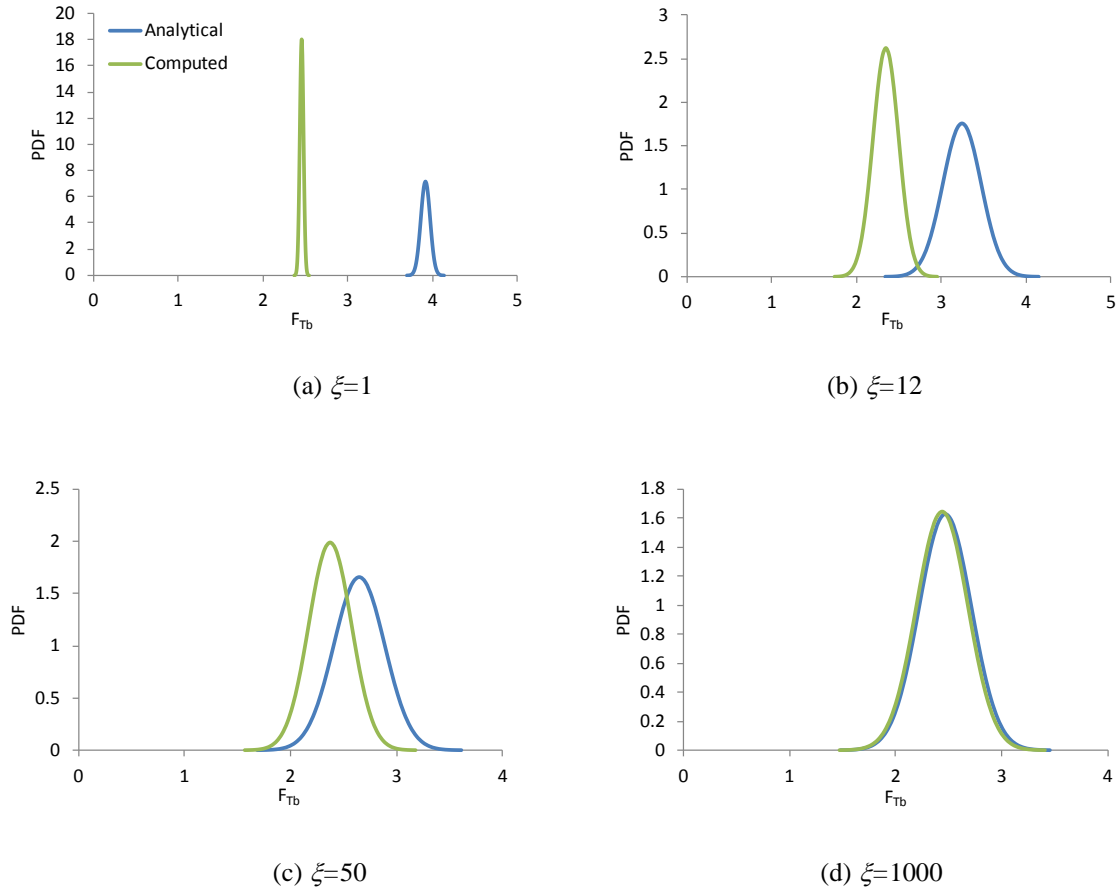 20
18
16
14
12
10
8
6
4
2
0
PDF
Analytical
Computed
0 1 2 3 4 5
F_Tb
(a) ξ=1
3
2.5
2
1.5
1
0.5
0
PDF
0 1 2 3 4 5
F_Tb
(b) ξ=12
2.5
2
1.5
1
0.5
0
PDF
0 1 2 3 4
F_Tb
(c) ξ=50
1.8
1.6
1.4
1.2
1
0.8
0.6
0.4
0.2
0
PDF
0 1 2 3 4
F_Tb
(d) ξ=1000